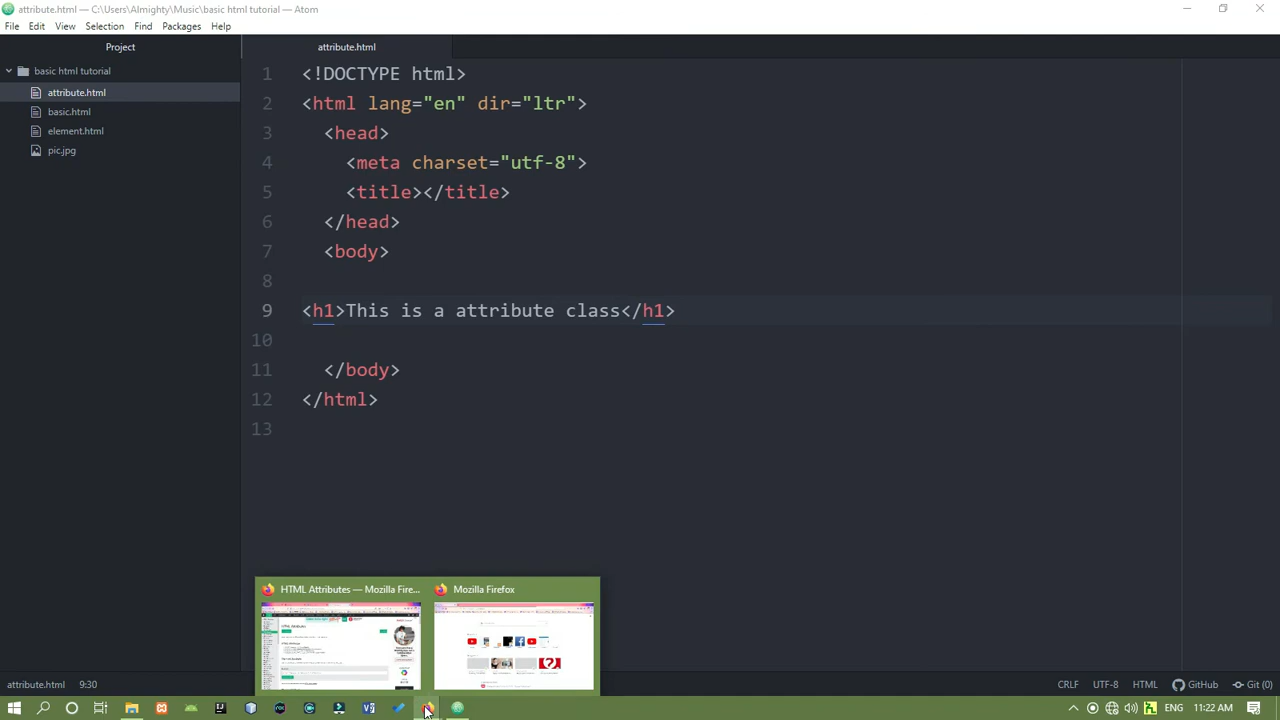 attribute.html — C:\Users\Almighty\Music\basic html tutorial — Atom
File Edit View Selection Find Packages Help
Project
attribute.html
basic html tutorial
attribute.html
basic.html
element.html
pic.jpg
1 <!DOCTYPE html>
2 <html lang="en" dir="ltr">
3 <head>
4 <meta charset="utf-8">
5 <title></title>
6 </head>
7 <body>
8
9 <h1>This is a attribute class</h1>
10
11 </body>
12 </html>
13
HTML Attributes — Mozilla Fire...
Mozilla Firefox
9:30
CRLF UTF-8 HTML GitHub Git (0)
ENG 11:22 AM